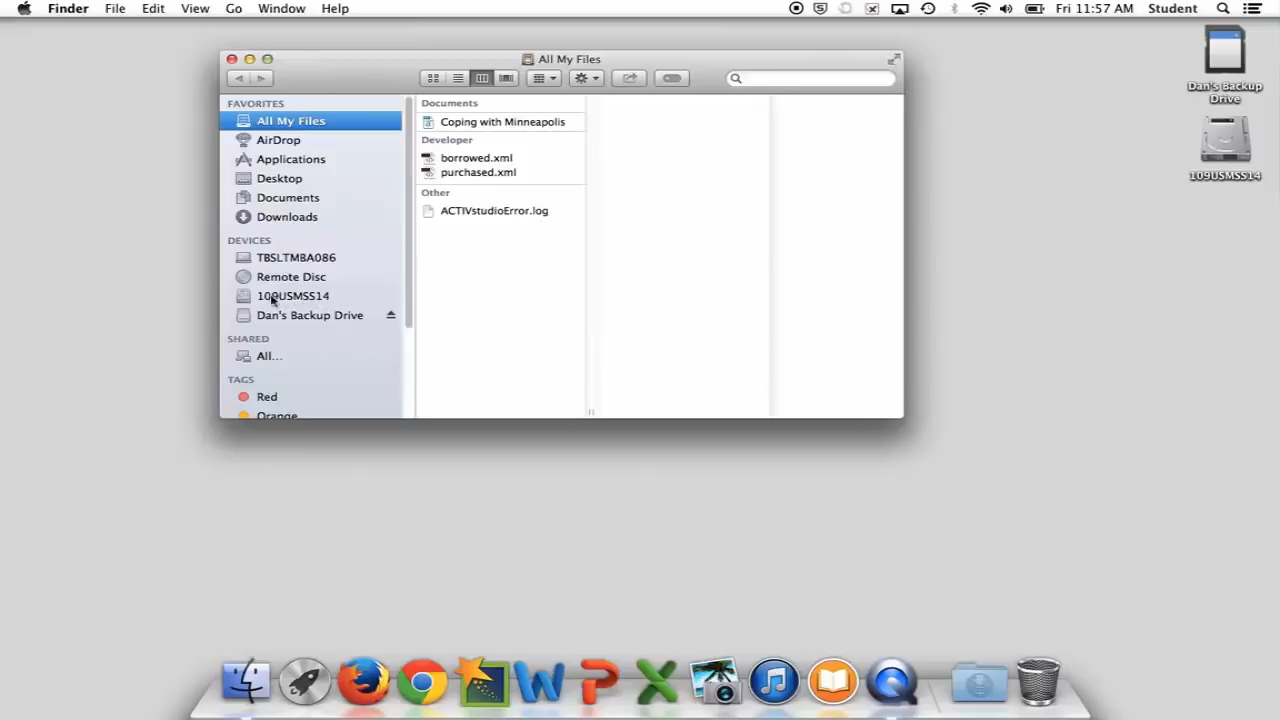 Finder File Edit View Go Window Help Fri 11:57 AM Student
All My Files
FAVORITES
All My Files
AirDrop
Applications
Desktop
Documents
Downloads
DEVICES
TBSLTMBA086
Remote Disc
109USMSS14
Dan's Backup Drive
SHARED
All...
TAGS
Red
Orange
Documents
Coping with Minneapolis
Developer
borrowed.xml
purchased.xml
Other
ACTIVstudioError.log
Dan's Backup
Drive
109USMSS14